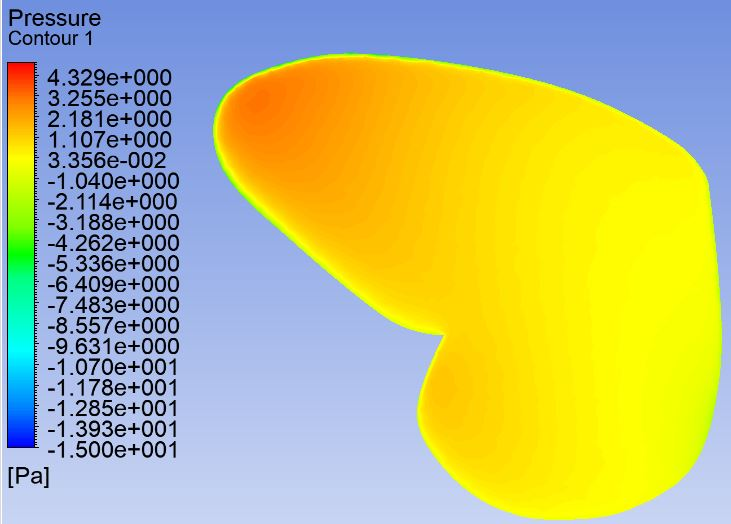 Pressure
Contour 1
4.329e+000
3.255e+000
2.181e+000
1.107e+000
3.356e-002
-1.040e+000
-2.114e+000
-3.188e+000
-4.262e+000
-5.336e+000
-6.409e+000
-7.483e+000
-8.557e+000
-9.631e+000
-1.070e+001
-1.178e+001
-1.285e+001
-1.393e+001
-1.500e+001
[Pa]